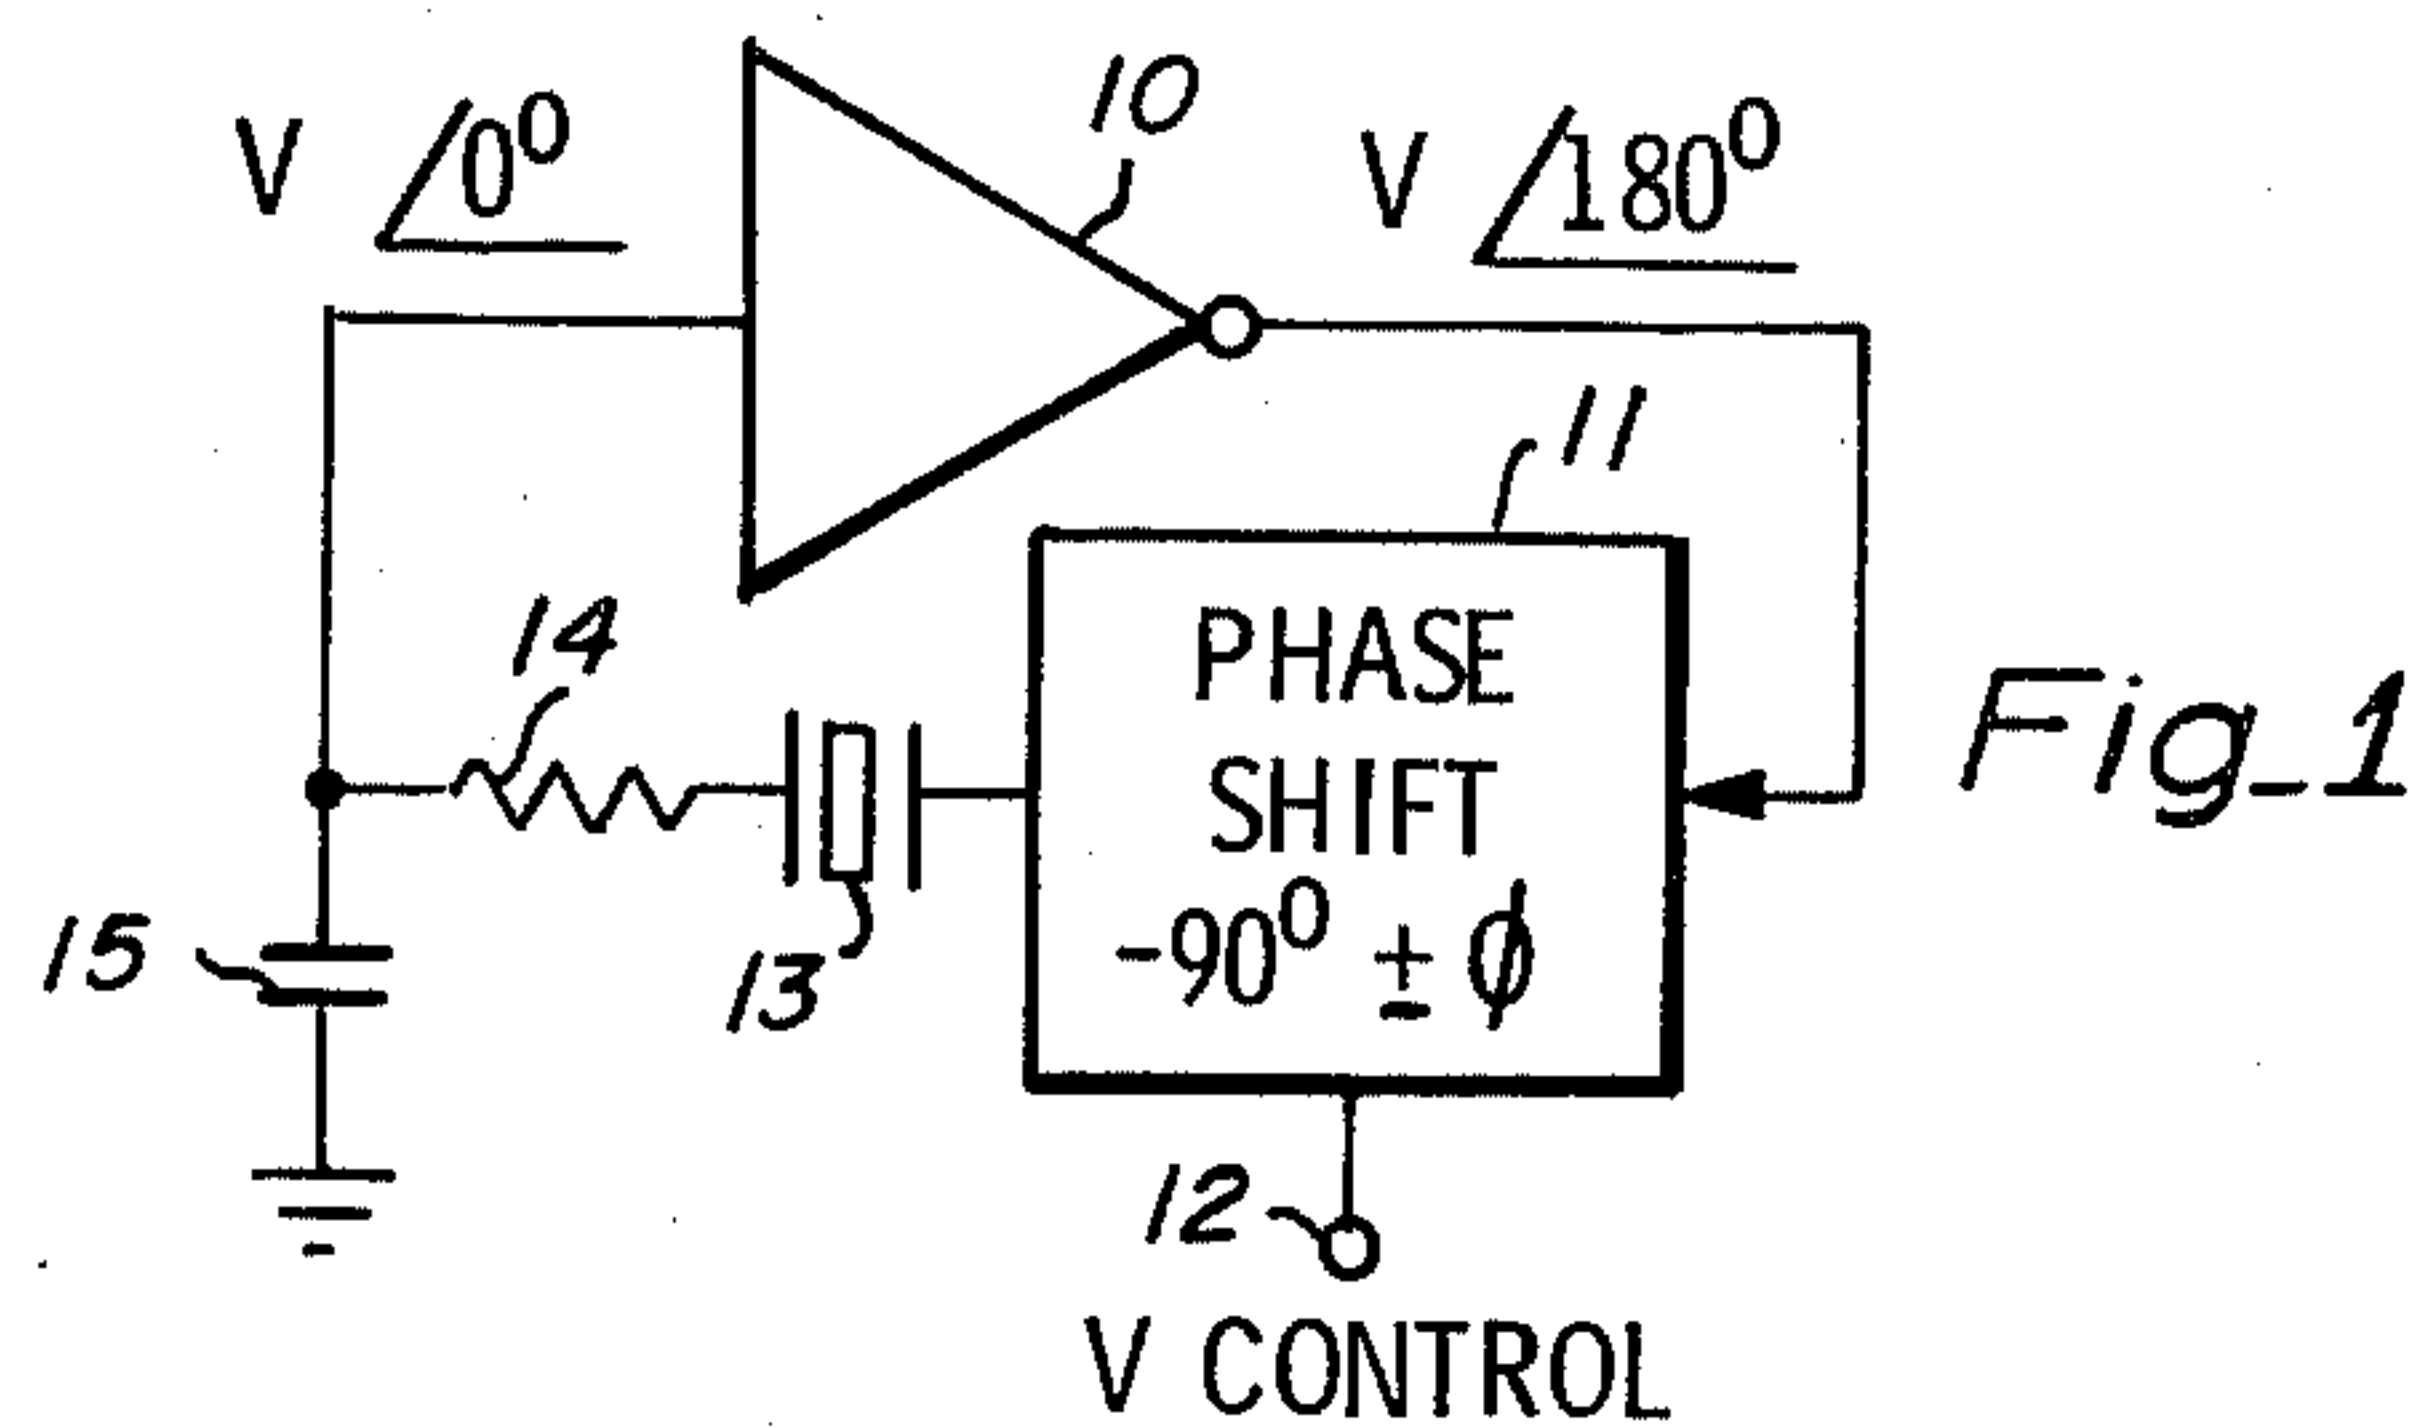 V ∠0°
10
V ∠180°
11
14
PHASE
SHIFT
-90° ± ϕ
Fig_1
15
13
12
V CONTROL